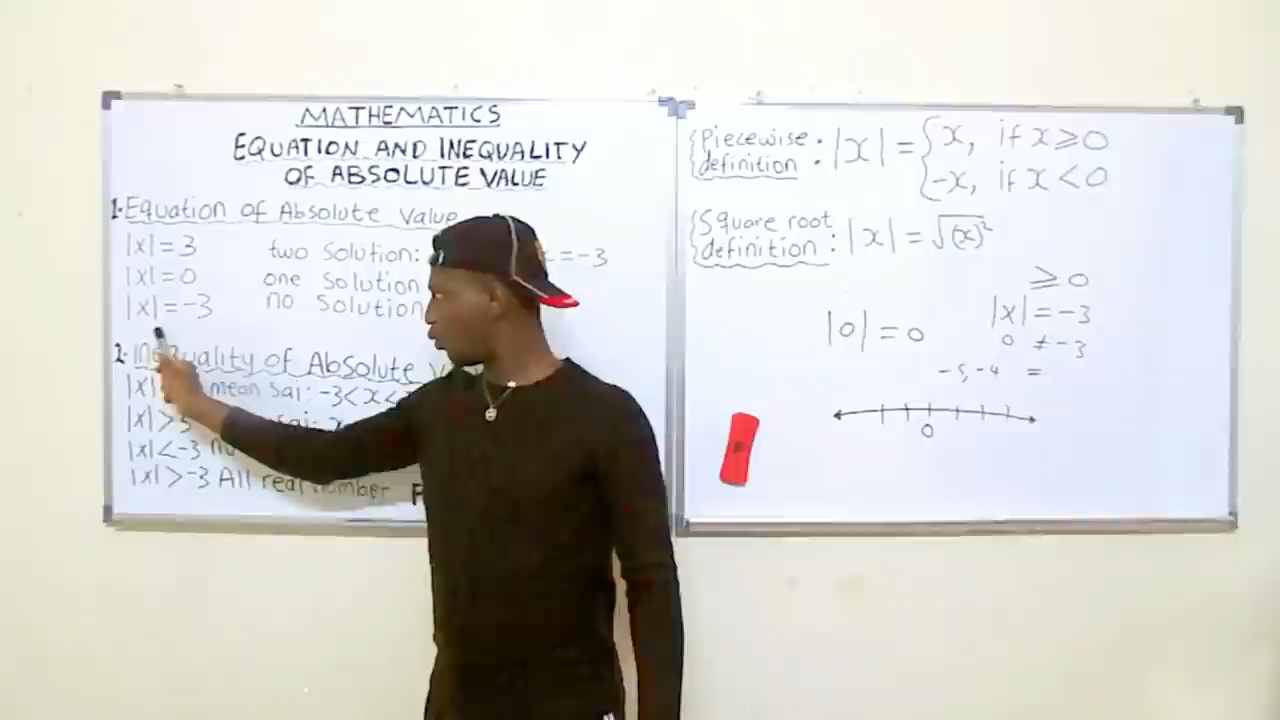 MATHEMATICS
EQUATION AND INEQUALITY
OF ABSOLUTE VALUE
1. Equation of Absolute Value
|x| = 3 two solution: = -3
|x| = 0 one solution
|x| = -3 no solution
2. Inequality of Absolute
|x| mean sai: -3<x<
|x| >
|x| < -3
|x| > -3 All real number
Piecewise definition: |x| = { x, if x ≥ 0
-x, if x < 0
Square root definition: |x| = √(x)²
≥ 0
|0| = 0 |x| = -3
0 ≠ -3
-5, -4 =
0